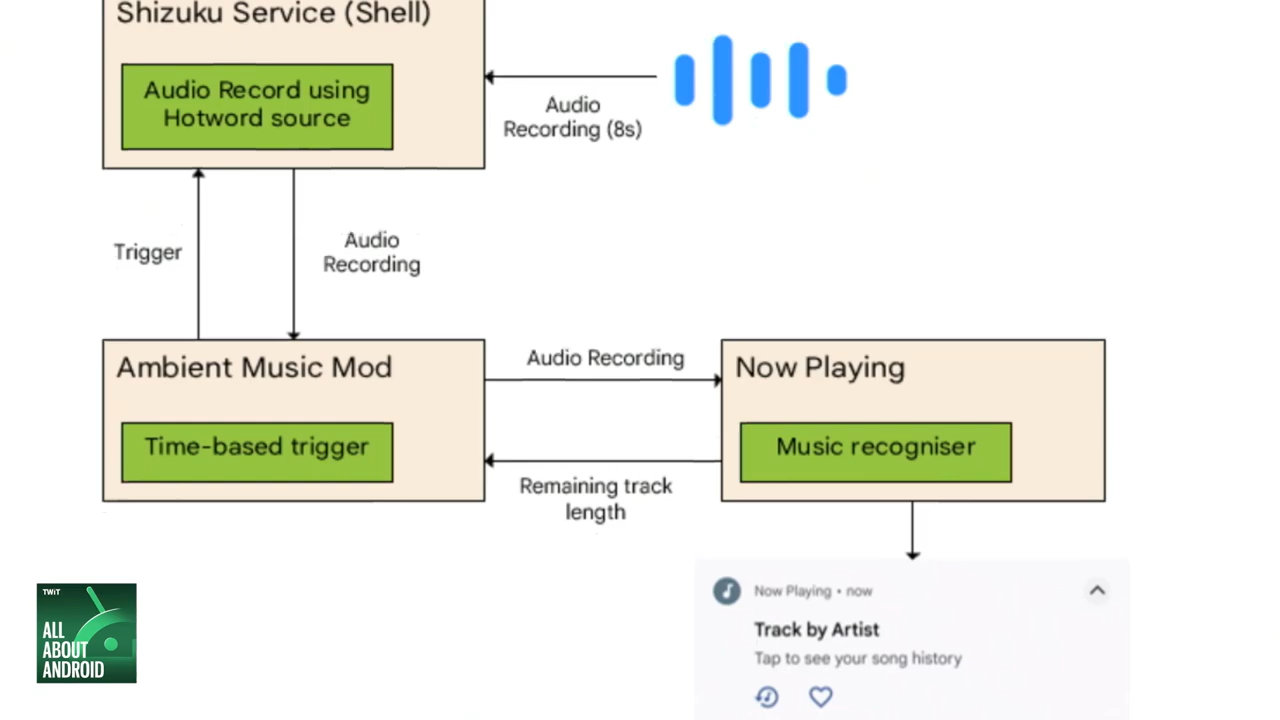 Shizuku Service (Shell)
Audio Record using
Hotword source
Audio
Recording (8s)
Trigger
Audio
Recording
Ambient Music Mod
Time-based trigger
Audio Recording
Remaining track
length
Now Playing
Music recogniser
Now Playing • now
Track by Artist
Tap to see your song history
TWiT
ALL
ABOUT
ANDROID